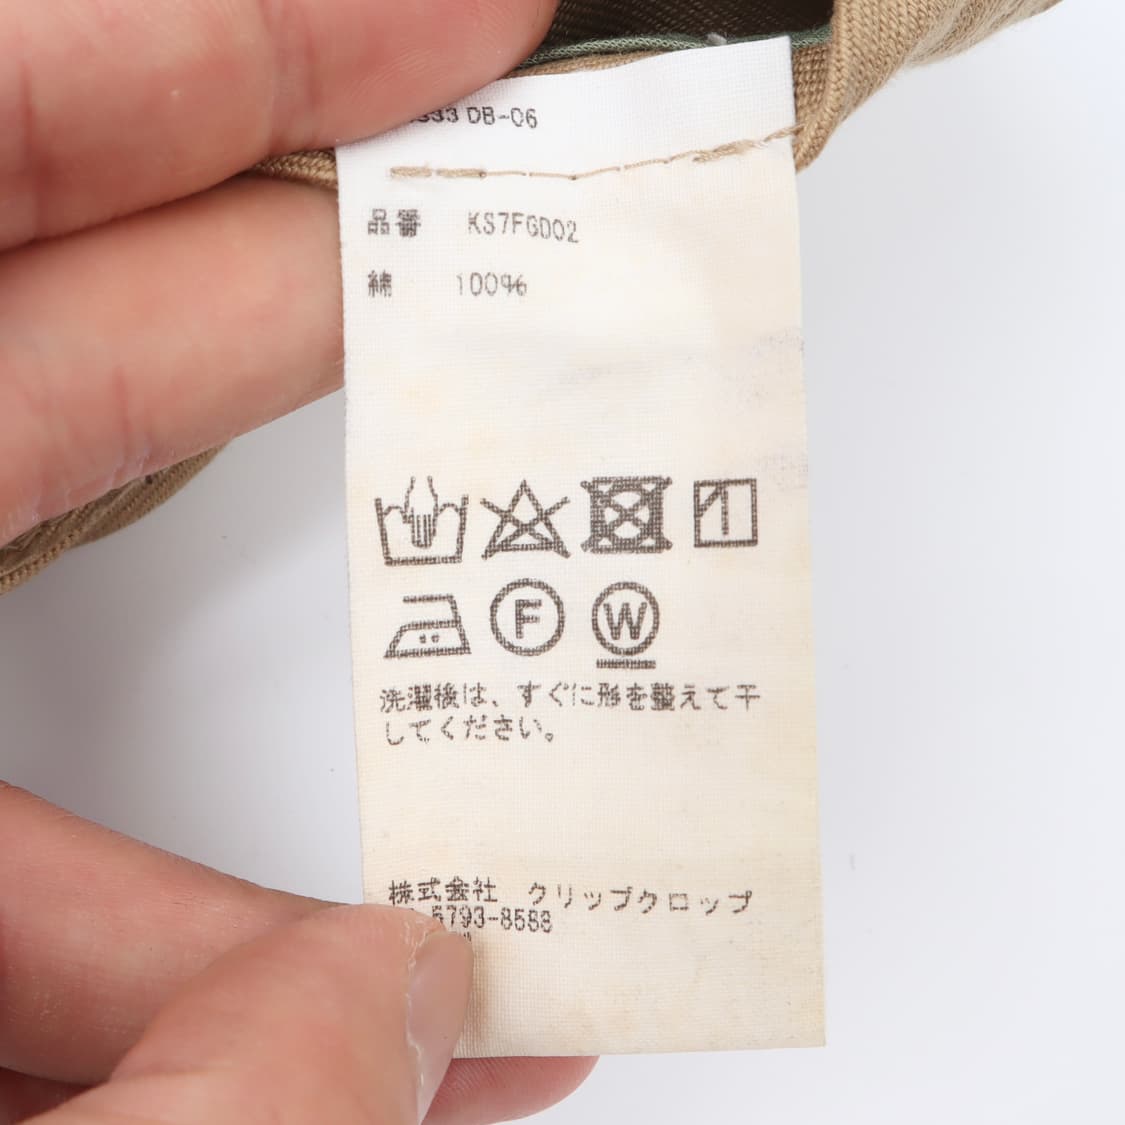 DB-06
品番 KS7FGD02
綿 100%
F W
洗濯後は、すぐに形を整えて干
してください。
株式会社 クリップクロップ
5793-8588